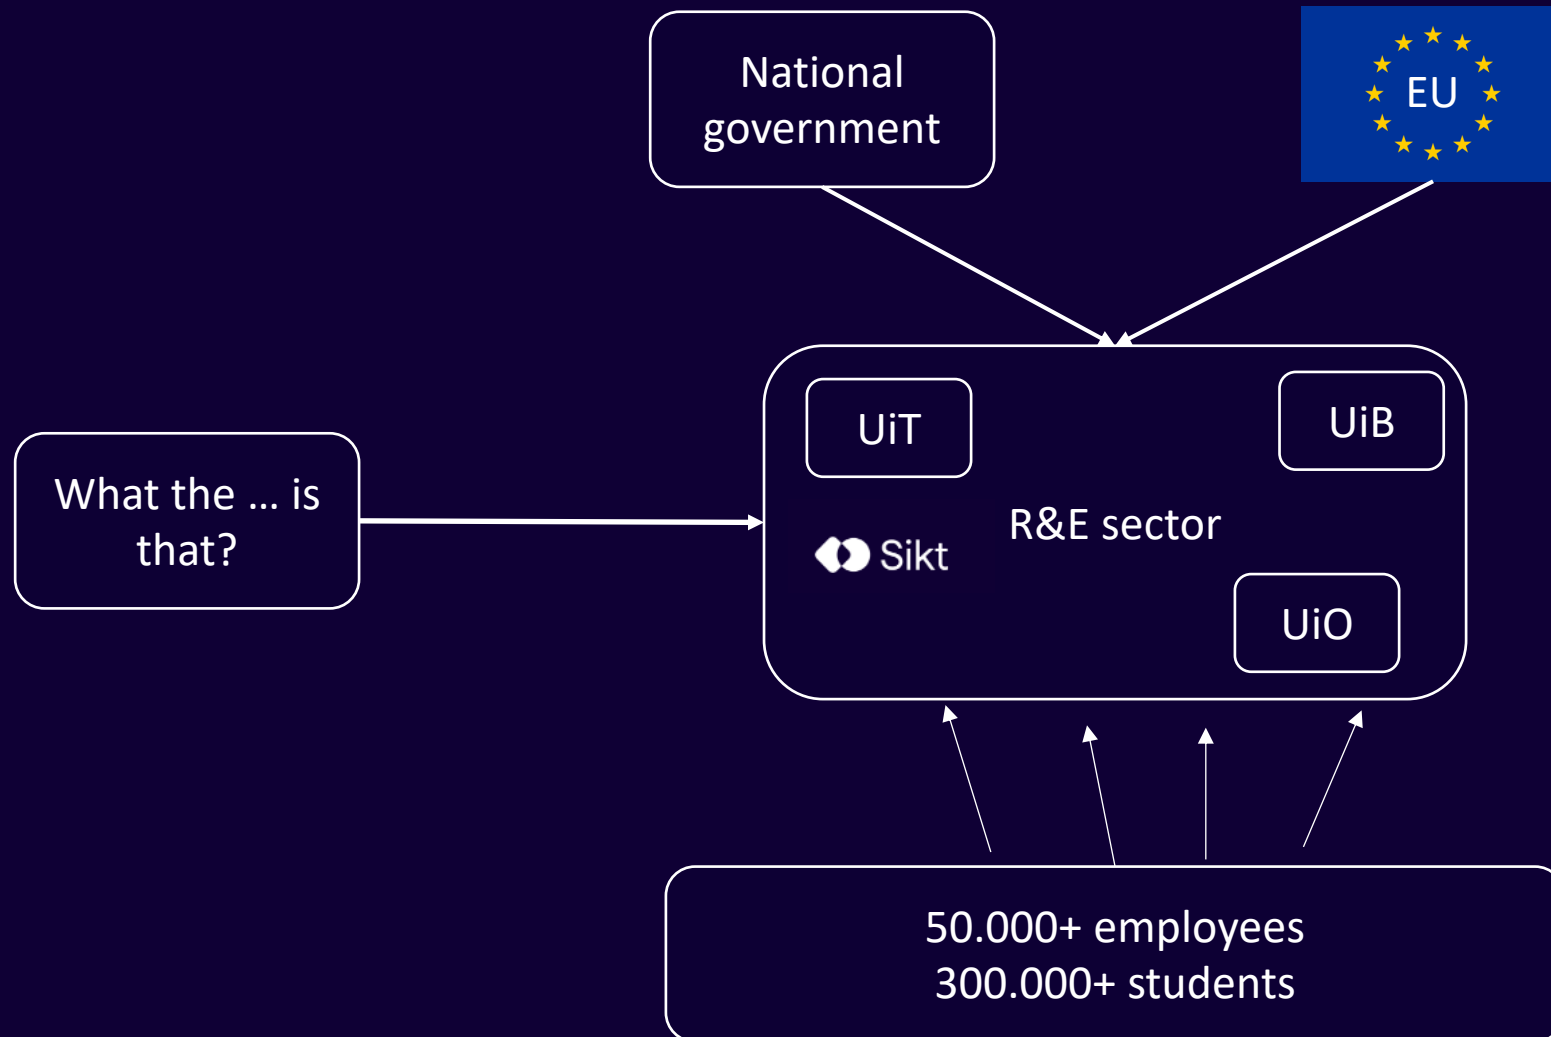 National
government
EU
UiT
UiB
What the ... is
that?
R&E sector
Sikt
UiO
50.000+ employees
300.000+ students